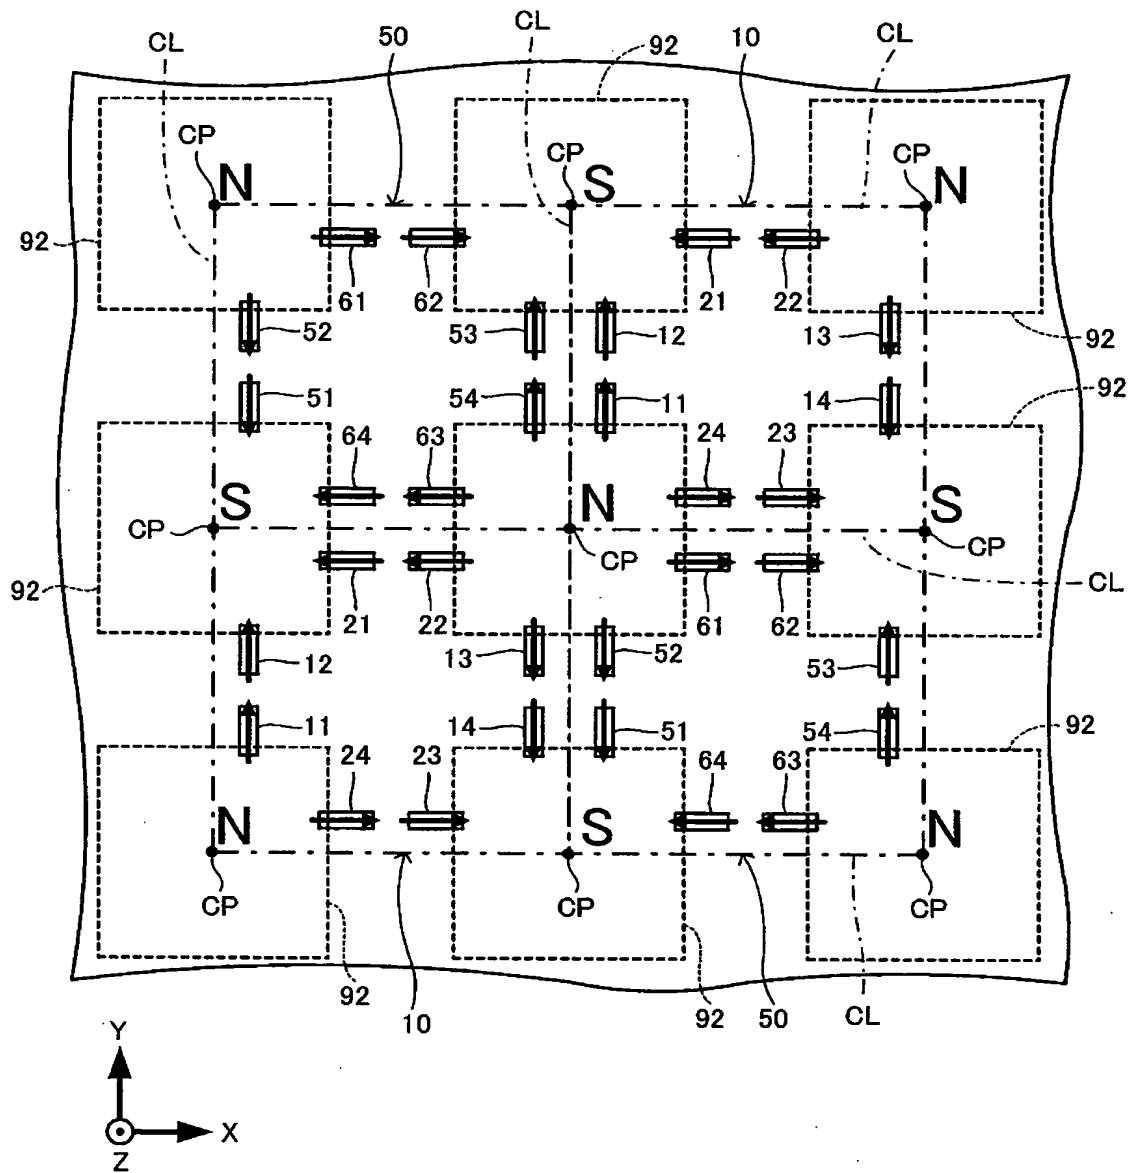 CL 50 CL 92 10 CL
CP N CP S CP N
92
61 62 21 22
52 53 12 13 92
51 54 11 14 92
64 63 24 23
S N S
CP CP CP
92 21 22 61 62 CL
12 13 52 53
11 14 51 54 92
24 23 64 63
N S N
CP CP CP
92 10 92 50 CL
Y
X
Z